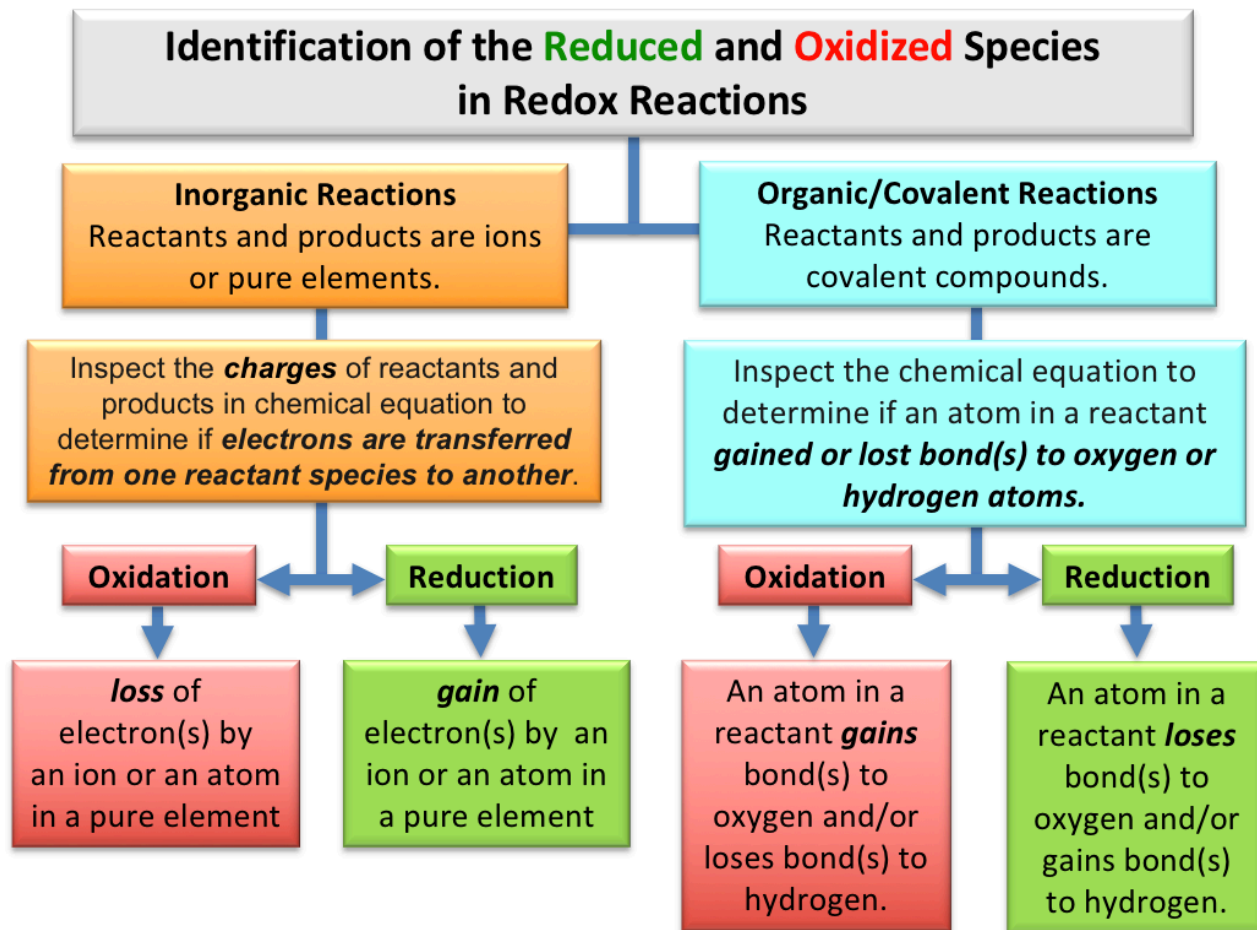 Identification of the Reduced and Oxidized Species
in Redox Reactions
Inorganic Reactions
Reactants and products are ions
or pure elements.
Organic/Covalent Reactions
Reactants and products are
covalent compounds.
Inspect the charges of reactants and
products in chemical equation to
determine if electrons are transferred
from one reactant species to another.
Inspect the chemical equation to
determine if an atom in a reactant
gained or lost bond(s) to oxygen or
hydrogen atoms.
Oxidation
Reduction
Oxidation
Reduction
loss of
electron(s) by
an ion or an atom
in a pure element
gain of
electron(s) by an
ion or an atom in
a pure element
An atom in a
reactant gains
bond(s) to
oxygen and/or
loses bond(s) to
hydrogen.
An atom in a
reactant loses
bond(s) to
oxygen and/or
gains bond(s)
to hydrogen.